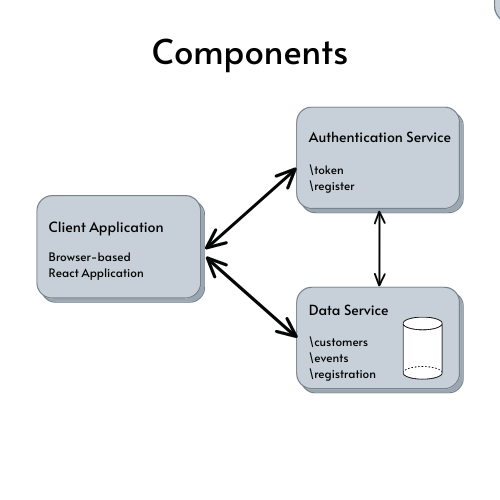 Components
Authentication Service
\token
\register
Client Application
Browser-based
React Application
Data Service
\customers
\events
\registration